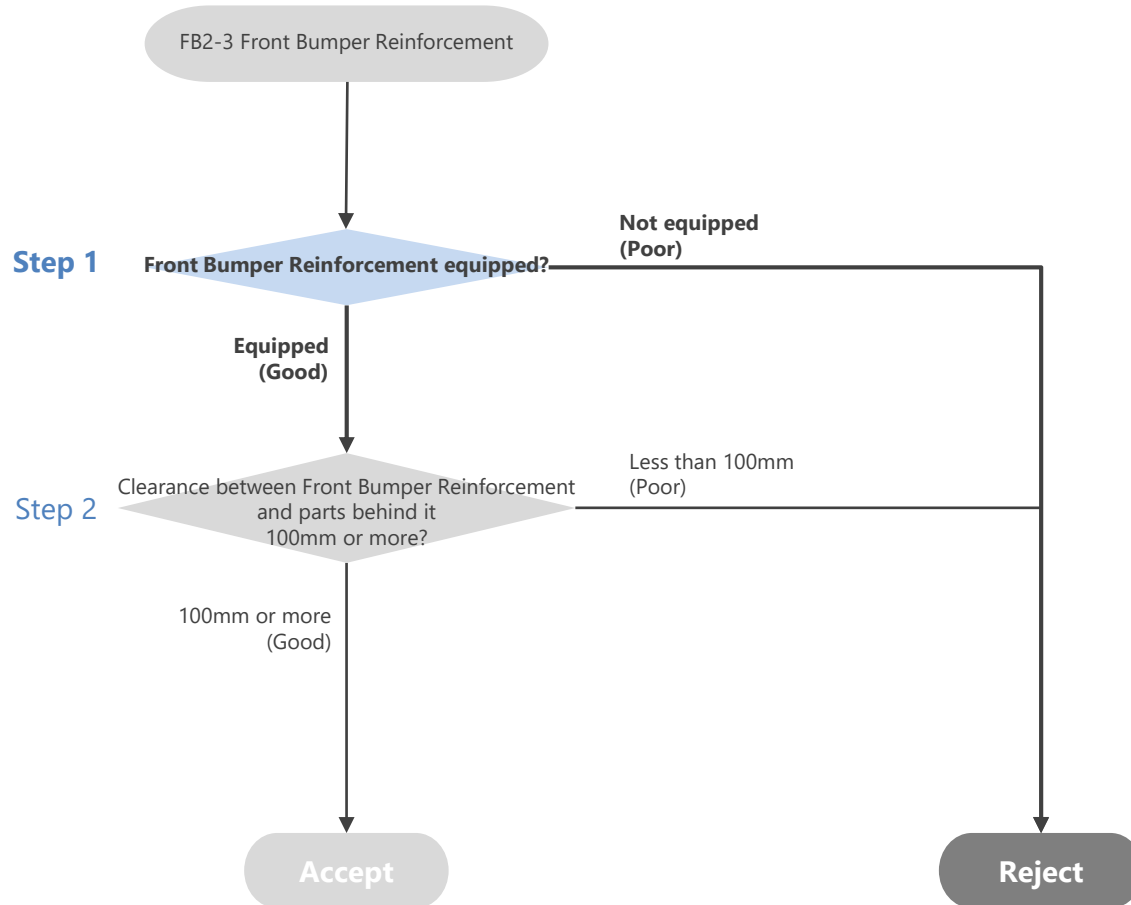 FB2-3 Front Bumper Reinforcement
Not equipped
(Poor)
Step 1
Front Bumper Reinforcement equipped?
Equipped
(Good)
Less than 100mm
(Poor)
Step 2
Clearance between Front Bumper Reinforcement
and parts behind it
100mm or more?
100mm or more
(Good)
Accept
Reject